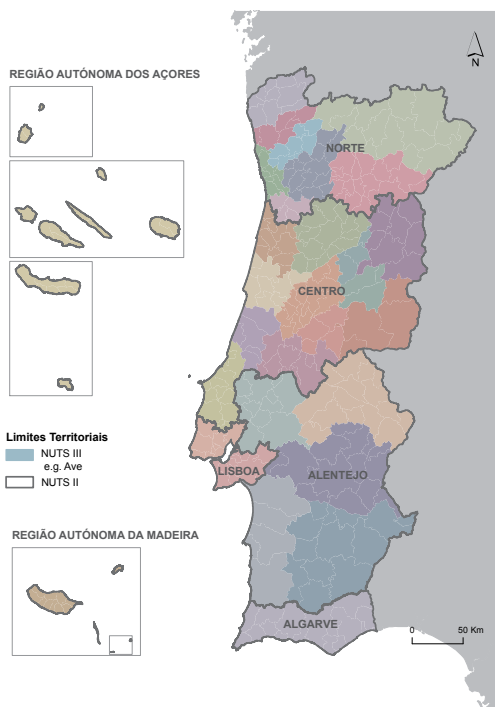 REGIÃO AUTÓNOMA DOS AÇORES
N
NORTE
CENTRO
Limites Territoriais
NUTS III
e.g. Ave
NUTS II
LISBOA
ALENTEJO
REGIÃO AUTÓNOMA DA MADEIRA
ALGARVE
0 50 Km